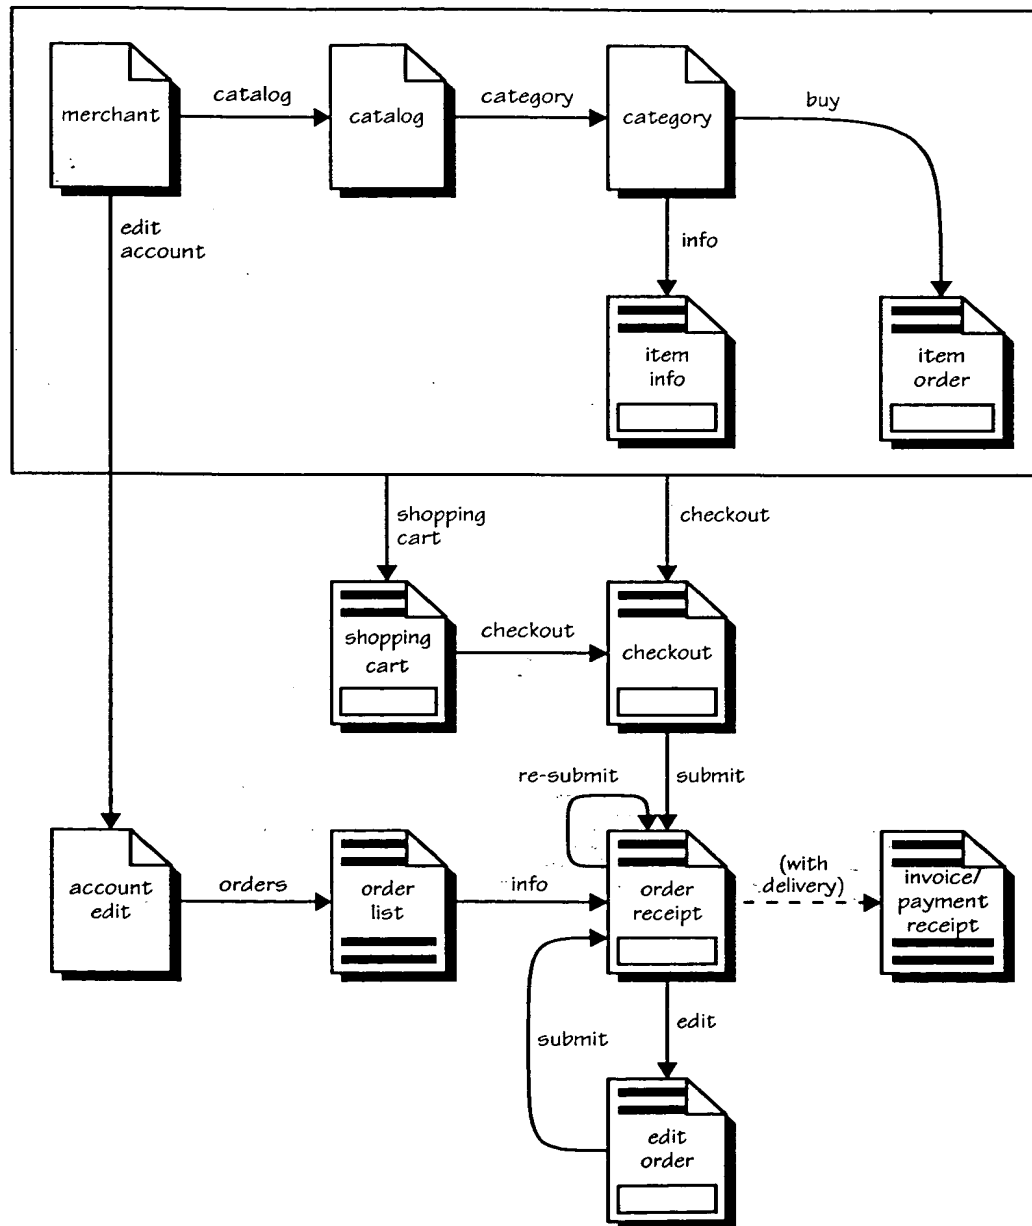 merchant
catalog
catalog
category
category
buy
edit
account
info
item
info
item
order
shopping
cart
checkout
shopping
cart
checkout
checkout
re-submit
submit
account
edit
orders
order
list
info
order
receipt
(with
delivery)
invoice/
payment
receipt
submit
edit
edit
order